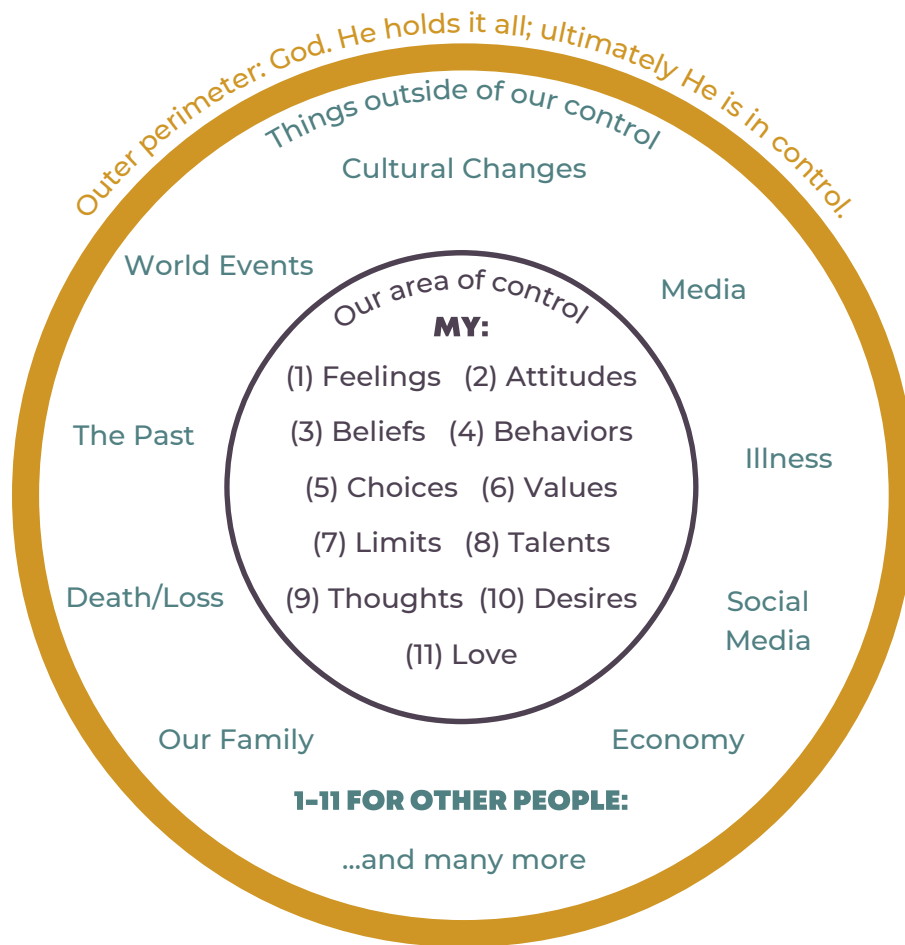 Outer perimeter: God. He holds it all; ultimately He is in control.
Things outside of our control
Cultural Changes
World Events
Media
Our area of control
MY:
(1) Feelings (2) Attitudes
(3) Beliefs (4) Behaviors
(5) Choices (6) Values
(7) Limits (8) Talents
(9) Thoughts (10) Desires
(11) Love
The Past
Illness
Death/Loss
Social
Media
Our Family
Economy
1-11 FOR OTHER PEOPLE:
...and many more